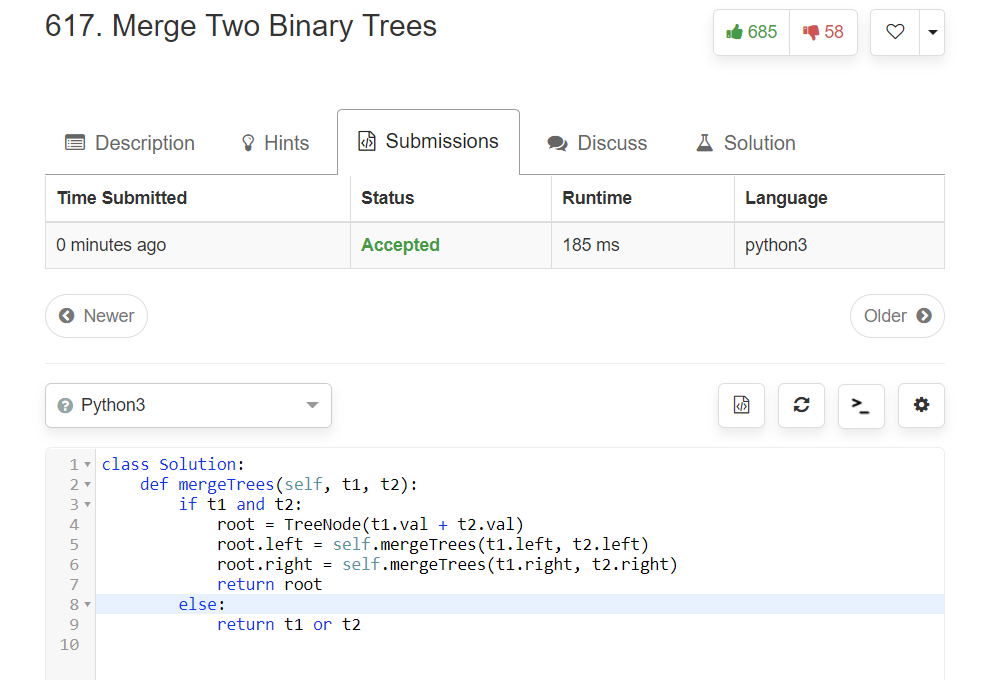 617. Merge Two Binary Trees
685 58
Description Hints Submissions Discuss Solution
Time Submitted Status Runtime Language
0 minutes ago Accepted 185 ms python3
Newer Older
Python3
1 class Solution:
2     def mergeTrees(self, t1, t2):
3         if t1 and t2:
4             root = TreeNode(t1.val + t2.val)
5             root.left = self.mergeTrees(t1.left, t2.left)
6             root.right = self.mergeTrees(t1.right, t2.right)
7             return root
8         else:
9             return t1 or t2
10